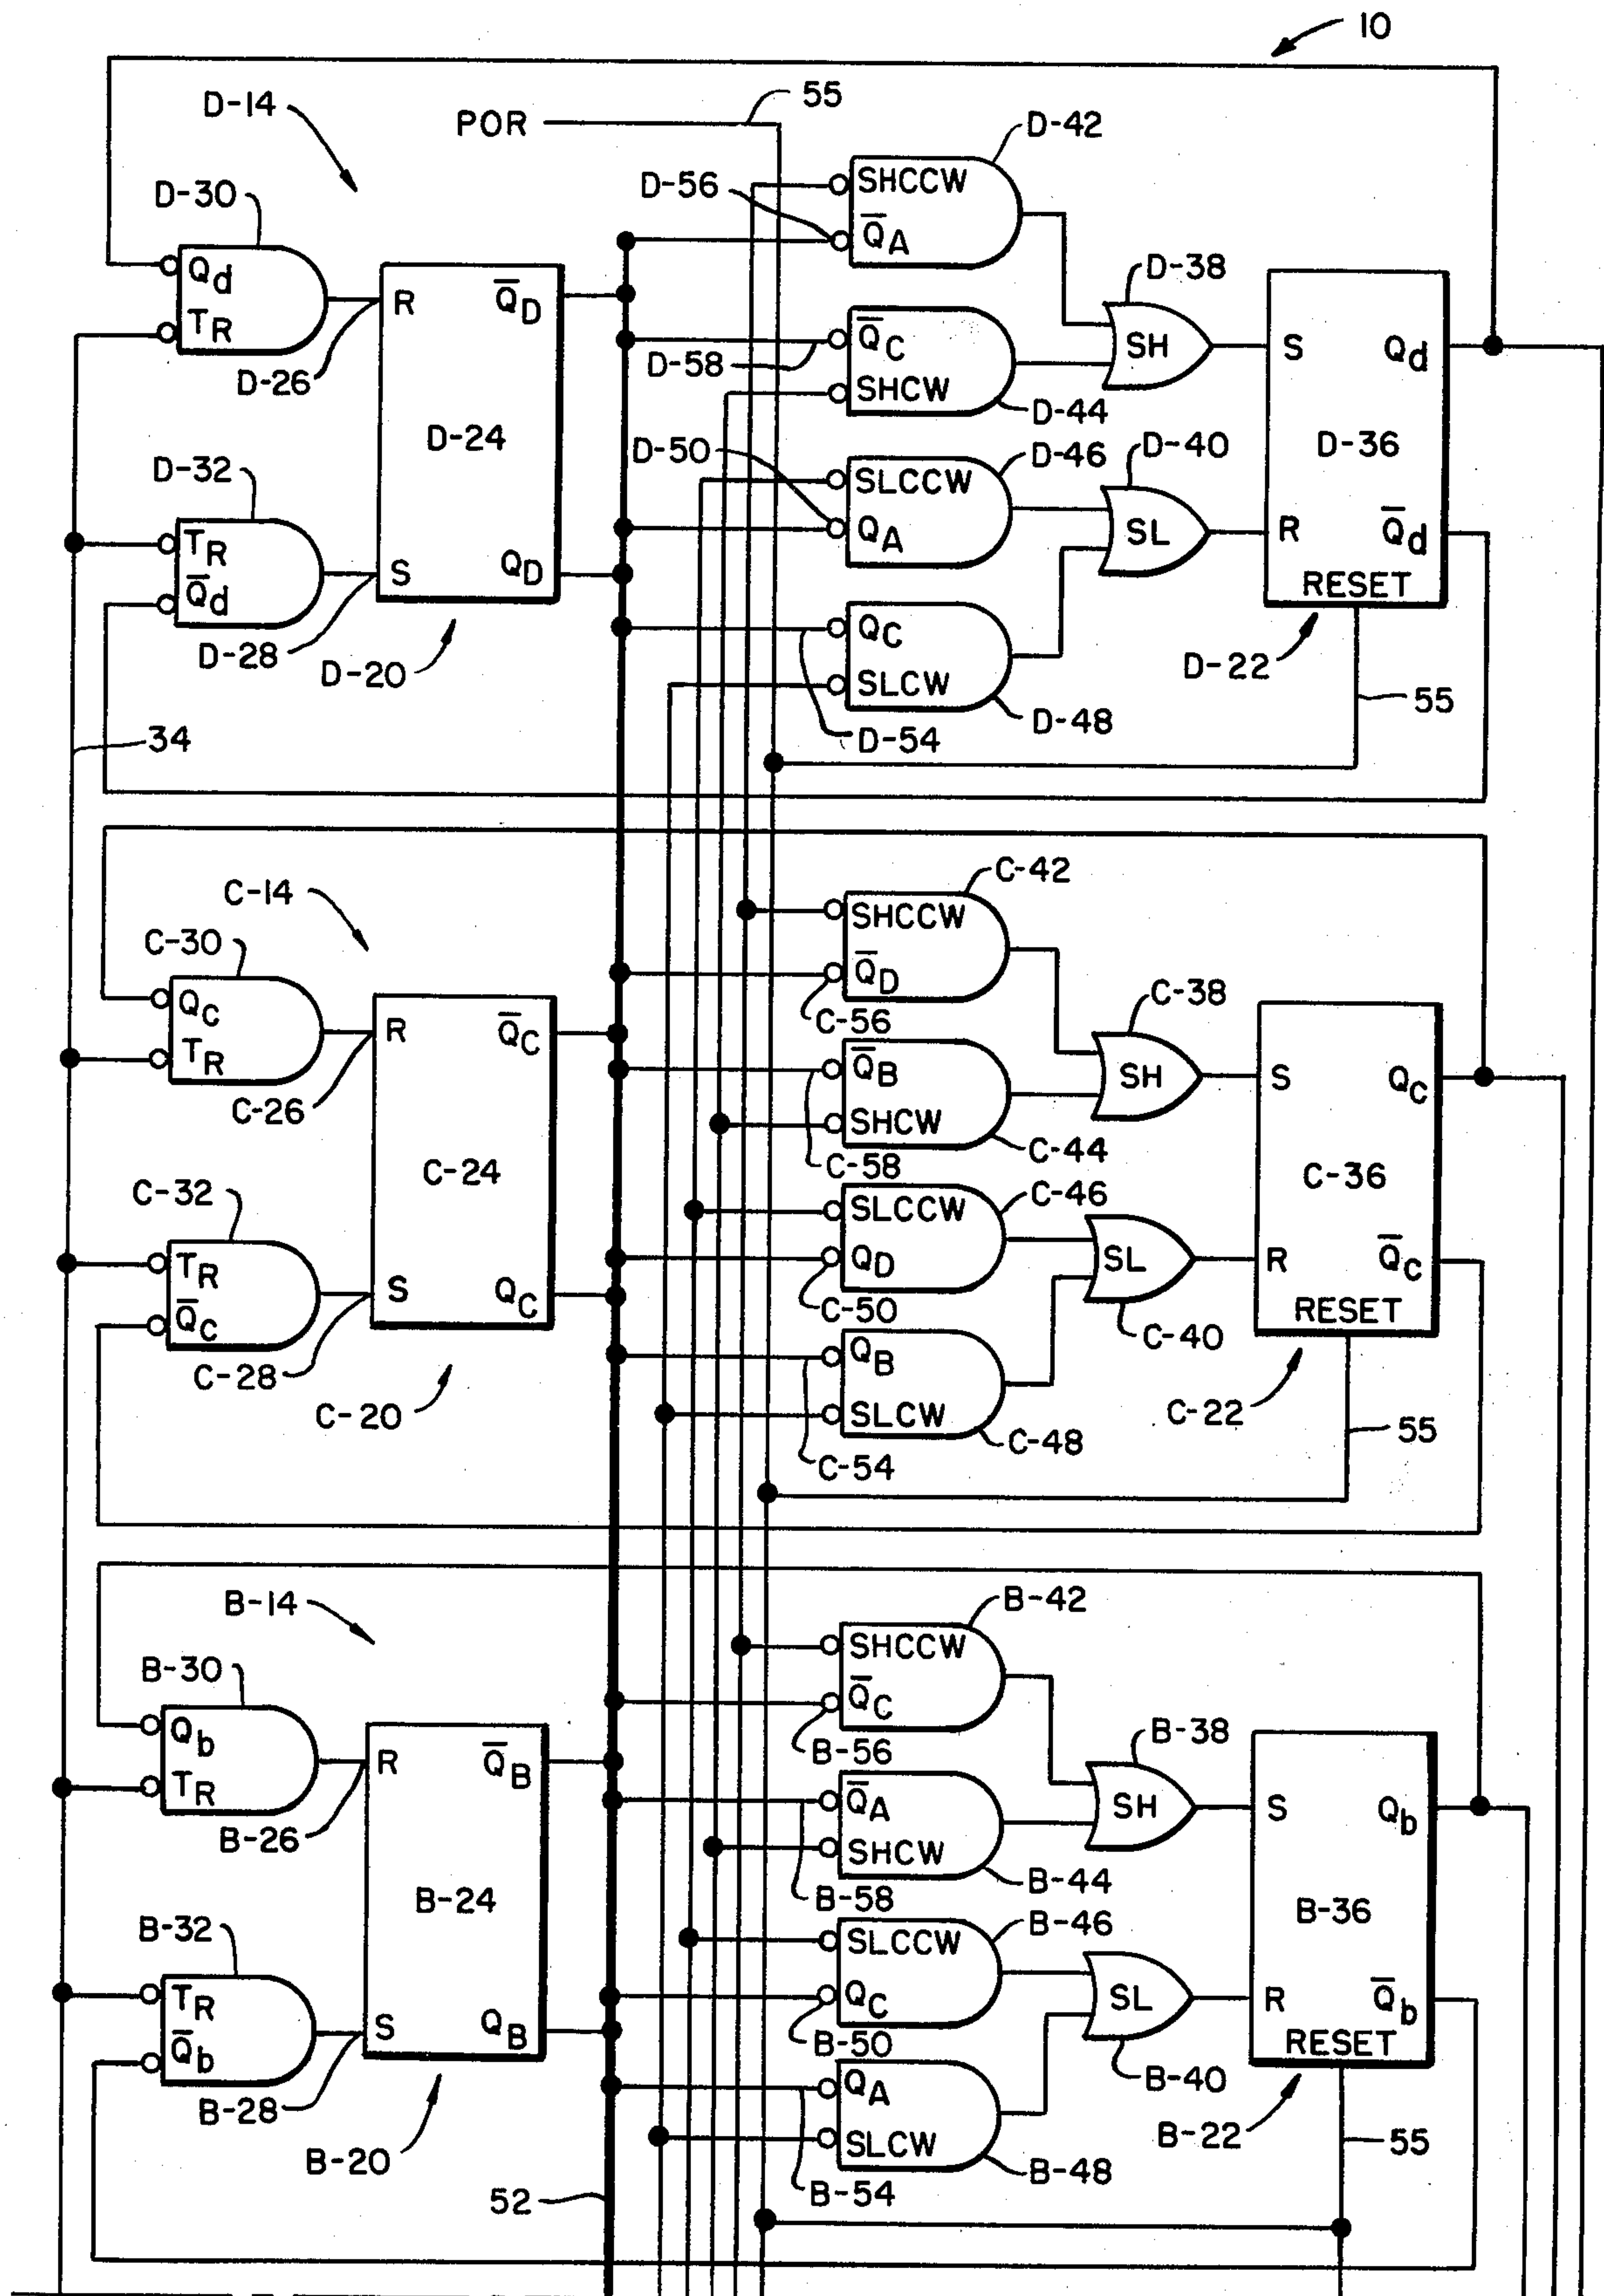 10
D-14
POR
55
D-42
D-30
D-56
SHCCW
Q̅A
Qd
TR
R
Q̅D
D-38
D-26
D-58
Q̅C
SHCW
SH
S
Qd
D-44
D-24
D-36
D-32
D-50
D-46
D-40
SLCCW
QA
SL
R
Q̅d
TR
Q̅d
S
QD
RESET
D-28
D-20
QC
SLCW
D-22
D-48
55
D-54
34
C-14
C-42
C-30
SHCCW
Q̅D
Qc
TR
R
Q̅C
C-56
C-38
C-26
Q̅B
SHCW
SH
S
Qc
C-58
C-44
C-24
C-36
C-32
C-46
SLCCW
QD
SL
R
Q̅c
TR
Q̅c
S
QC
C-50
RESET
C-40
C-28
C-20
QB
SLCW
C-22
C-48
55
C-54
B-14
B-42
B-30
SHCCW
Q̅C
Qb
TR
R
Q̅B
B-56
B-38
B-26
Q̅A
SHCW
SH
S
Qb
B-58
B-44
B-24
B-36
B-32
B-46
SLCCW
QC
SL
R
Q̅b
TR
Q̅b
S
QB
B-50
RESET
B-40
B-28
B-20
QA
SLCW
B-22
B-48
55
B-54
52